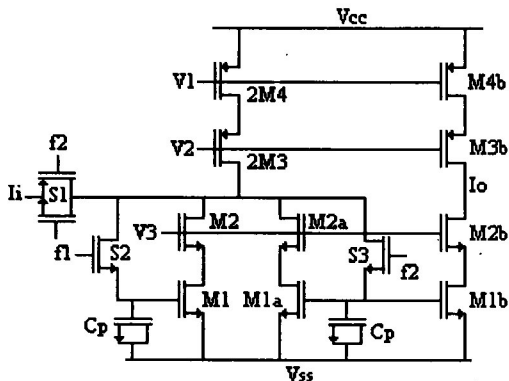 Vcc
V1
2M4
M4b
V2
2M3
M3b
f2
Ii
S1
Io
f1
S2
V3
M2
M2a
S3
f2
M2b
M1
M1a
M1b
Cp
Cp
Vss